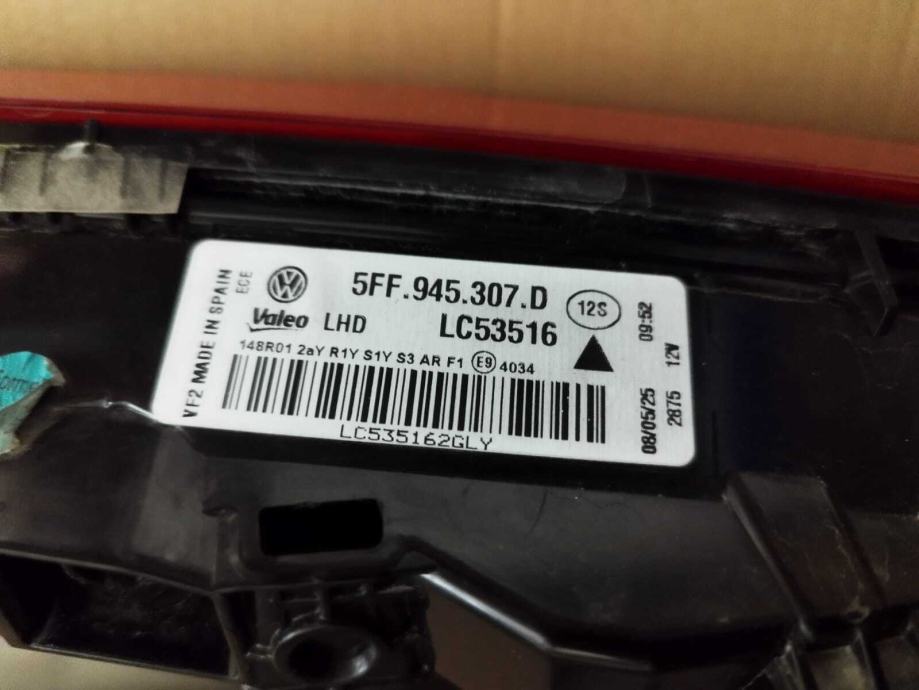 VF2 MADE IN SPAIN
ECE
VW
5FF.945.307.D
12S
Valeo LHD LC53516
148R01 2aY R1Y S1Y S3 AR F1 E9 4034
LC535162GLY
08/05/25 09:52
2875 12V